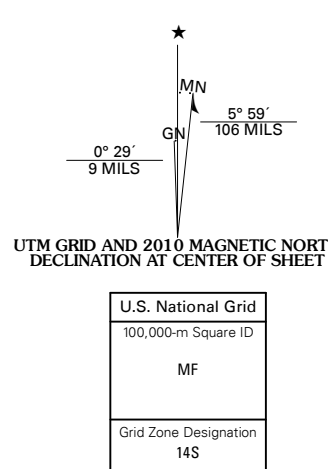 ★
MN
GN
5° 59´
106 MILS
0° 29´
9 MILS
UTM GRID AND 2010 MAGNETIC NORT
DECLINATION AT CENTER OF SHEET
U.S. National Grid
100,000-m Square ID
MF
Grid Zone Designation
14S